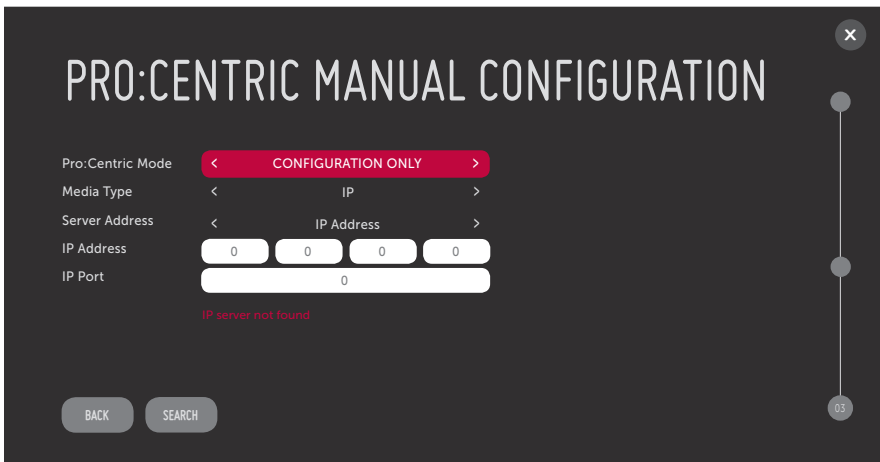 X
PRO:CENTRIC MANUAL CONFIGURATION
Pro:Centric Mode < CONFIGURATION ONLY >
Media Type < IP >
Server Address < IP Address >
IP Address 0 0 0 0
IP Port 0
IP server not found
BACK SEARCH 03